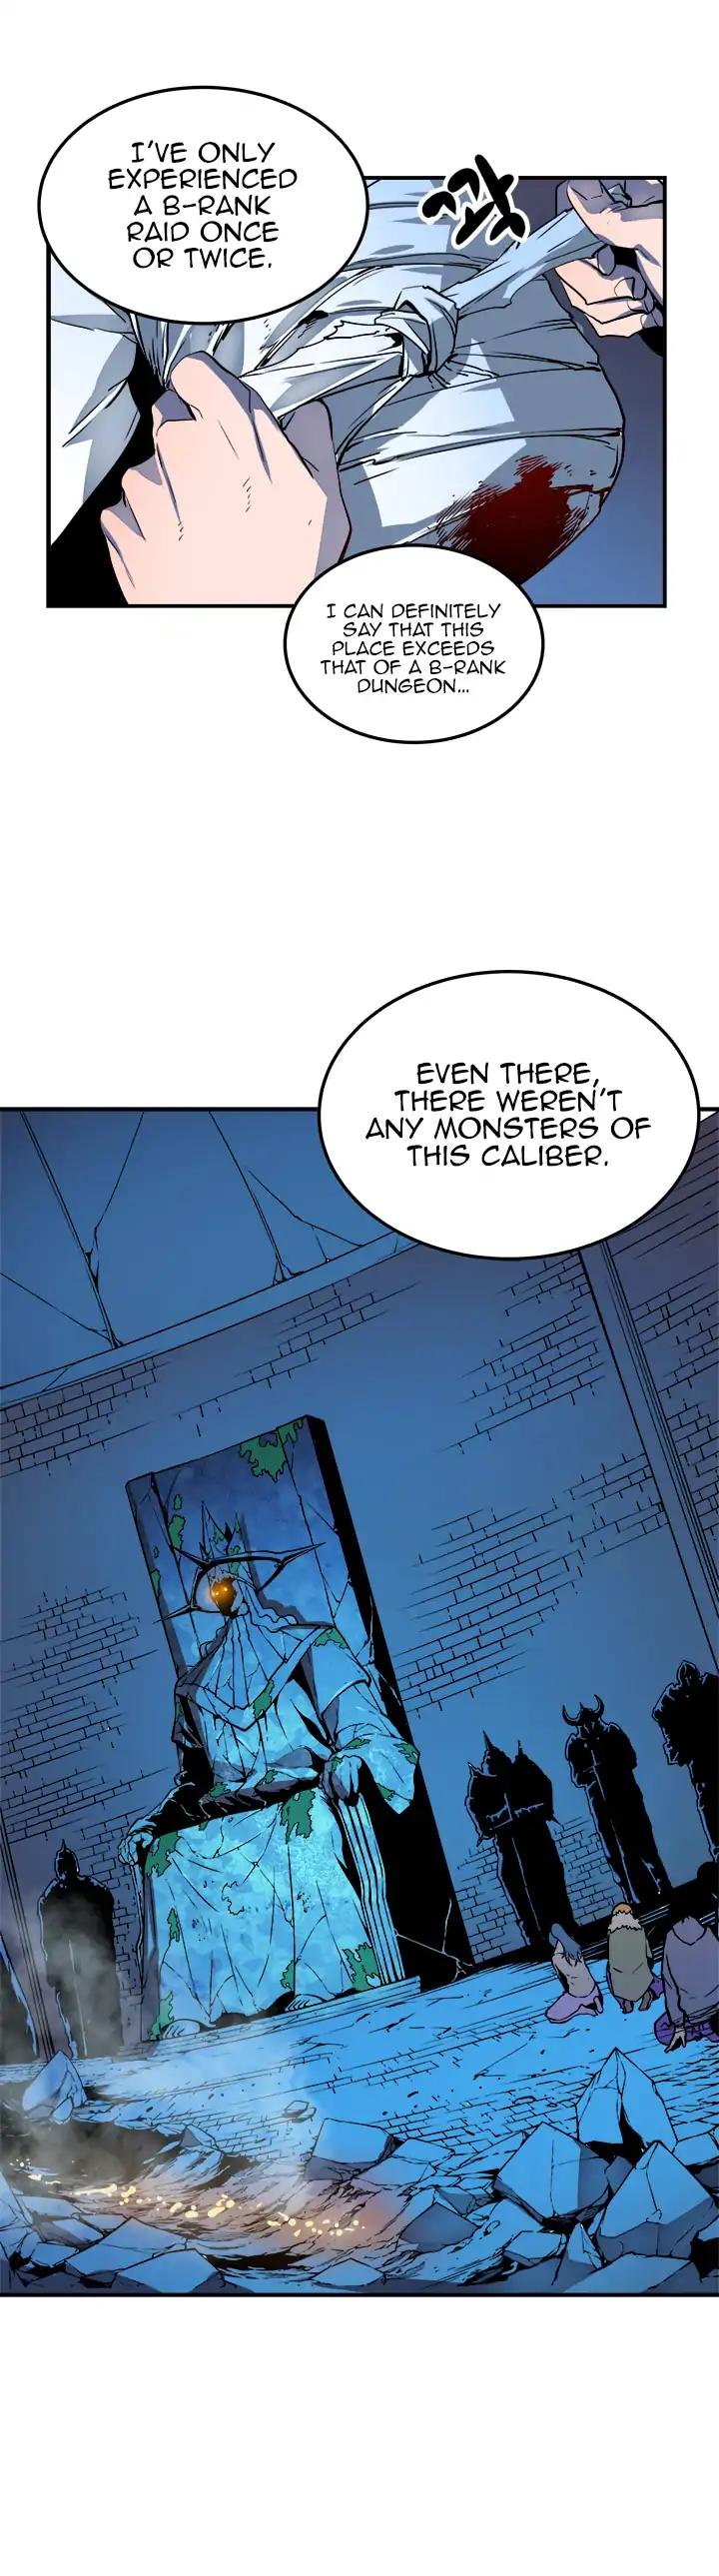 I'VE ONLY
EXPERIENCED
A B-RANK
RAID ONCE
OR TWICE.
꽉
I CAN DEFINITELY
SAY THAT THIS
PLACE EXCEEDS
THAT OF A B-RANK
DUNGEON...
EVEN THERE,
THERE WEREN'T
ANY MONSTERS OF
THIS CALIBER.